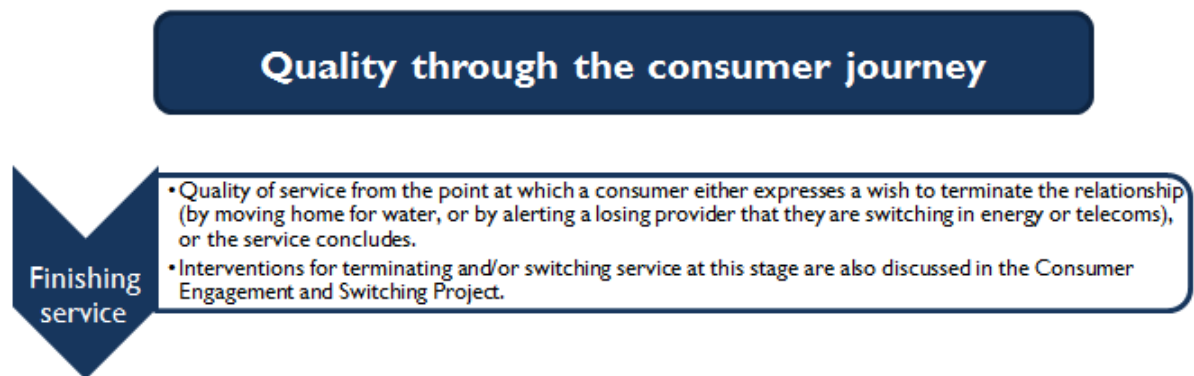 Quality through the consumer journey
Finishing
service
•Quality of service from the point at which a consumer either expresses a wish to terminate the relationship
(by moving home for water, or by alerting a losing provider that they are switching in energy or telecoms),
or the service concludes.
•Interventions for terminating and/or switching service at this stage are also discussed in the Consumer
Engagement and Switching Project.